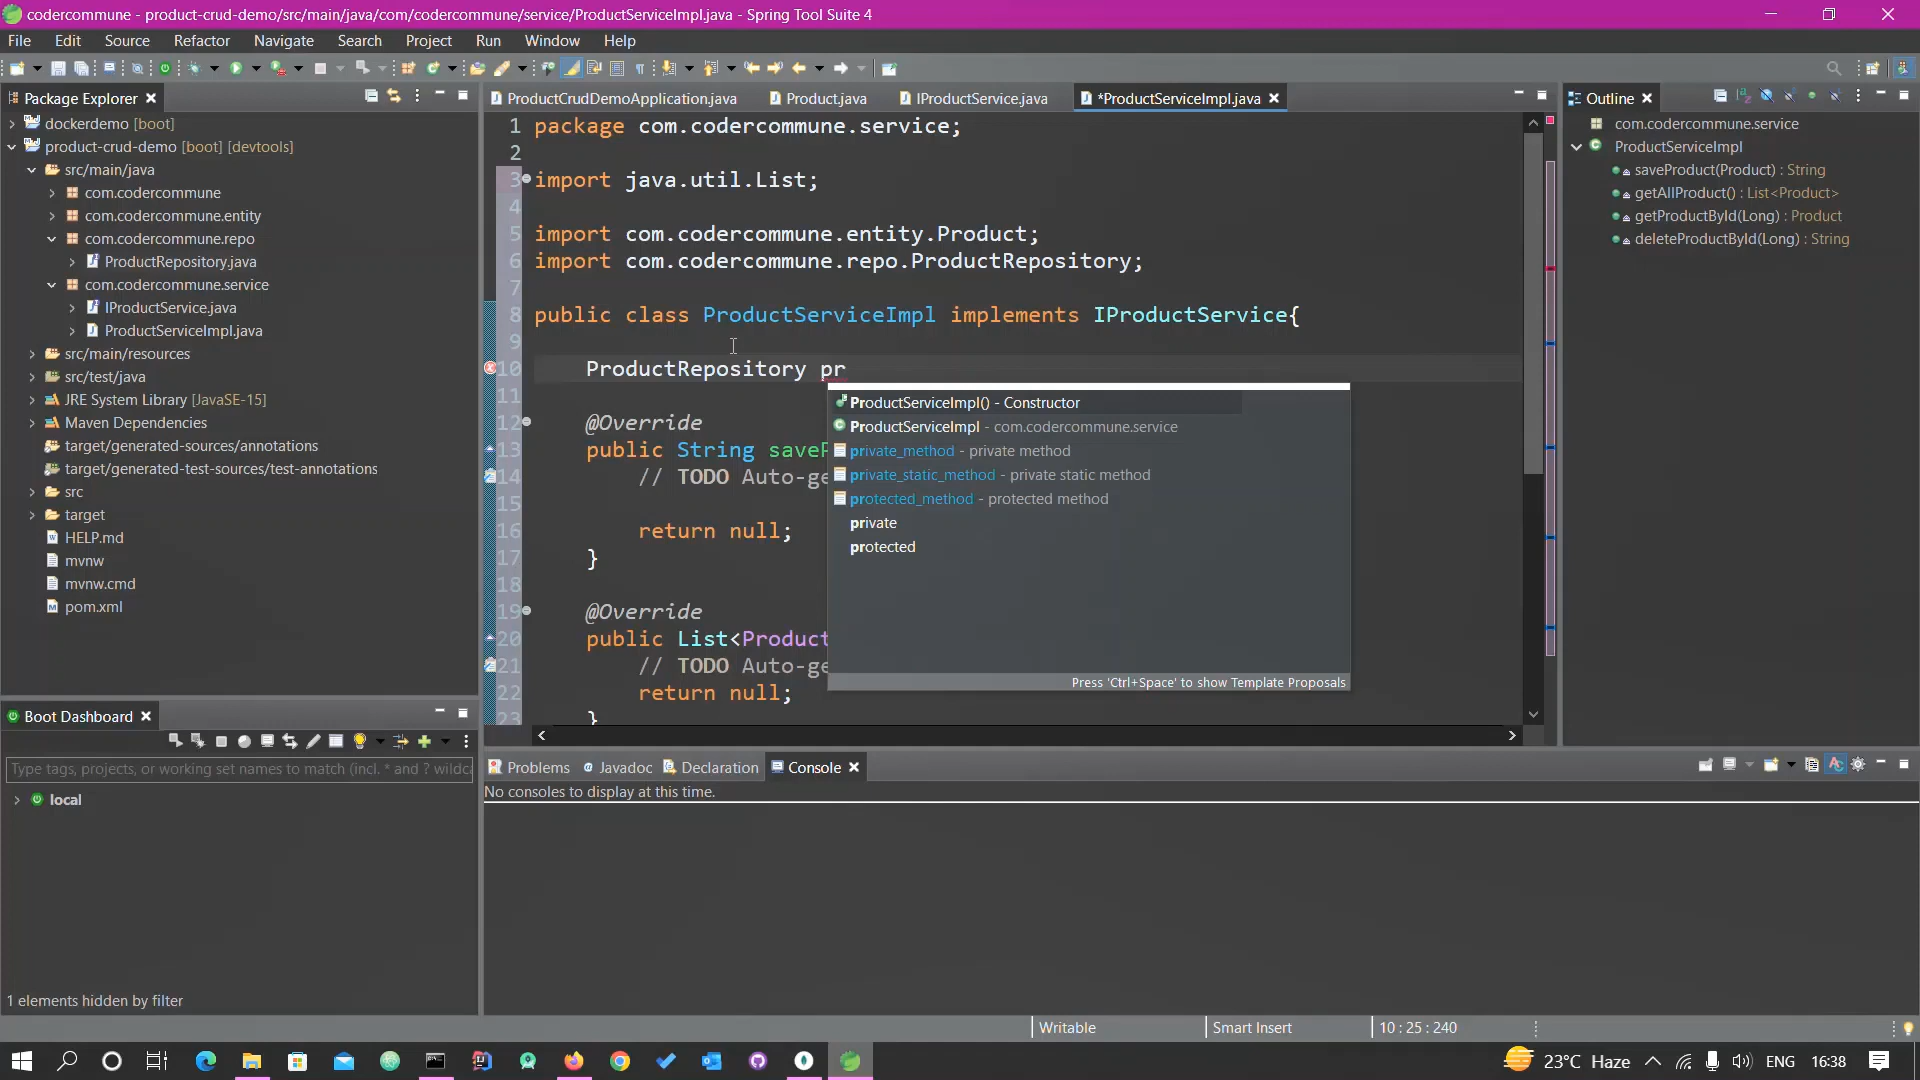 codercommune - product-crud-demo/src/main/java/com/codercommune/service/ProductServiceImpl.java - Spring Tool Suite 4
File Edit Source Refactor Navigate Search Project Run Window Help
Package Explorer
dockerdemo [boot]
product-crud-demo [boot] [devtools]
src/main/java
com.codercommune
com.codercommune.entity
com.codercommune.repo
ProductRepository.java
com.codercommune.service
IProductService.java
ProductServiceImpl.java
src/main/resources
src/test/java
JRE System Library [JavaSE-15]
Maven Dependencies
target/generated-sources/annotations
target/generated-test-sources/test-annotations
src
target
HELP.md
mvnw
mvnw.cmd
pom.xml
Boot Dashboard
Type tags, projects, or working set names to match (incl. * and ? wildca
local
1 elements hidden by filter
ProductCrudDemoApplication.java Product.java IProductService.java *ProductServiceImpl.java
1 package com.codercommune.service;
2
3 import java.util.List;
4
5 import com.codercommune.entity.Product;
6 import com.codercommune.repo.ProductRepository;
7
8 public class ProductServiceImpl implements IProductService{
9
10 ProductRepository pr
11
12 @Override
13 public String saveP
14 // TODO Auto-ge
15
16 return null;
17 }
18
19 @Override
20 public List<Product
21 // TODO Auto-ge
22 return null;
23 }
ProductServiceImpl() - Constructor
ProductServiceImpl - com.codercommune.service
private_method - private method
private_static_method - private static method
protected_method - protected method
private
protected
Press 'Ctrl+Space' to show Template Proposals
Outline
com.codercommune.service
ProductServiceImpl
saveProduct(Product) : String
getAllProduct() : List<Product>
getProductById(Long) : Product
deleteProductById(Long) : String
Problems Javadoc Declaration Console
No consoles to display at this time.
Writable Smart Insert 10 : 25 : 240
23°C Haze ENG 16:38